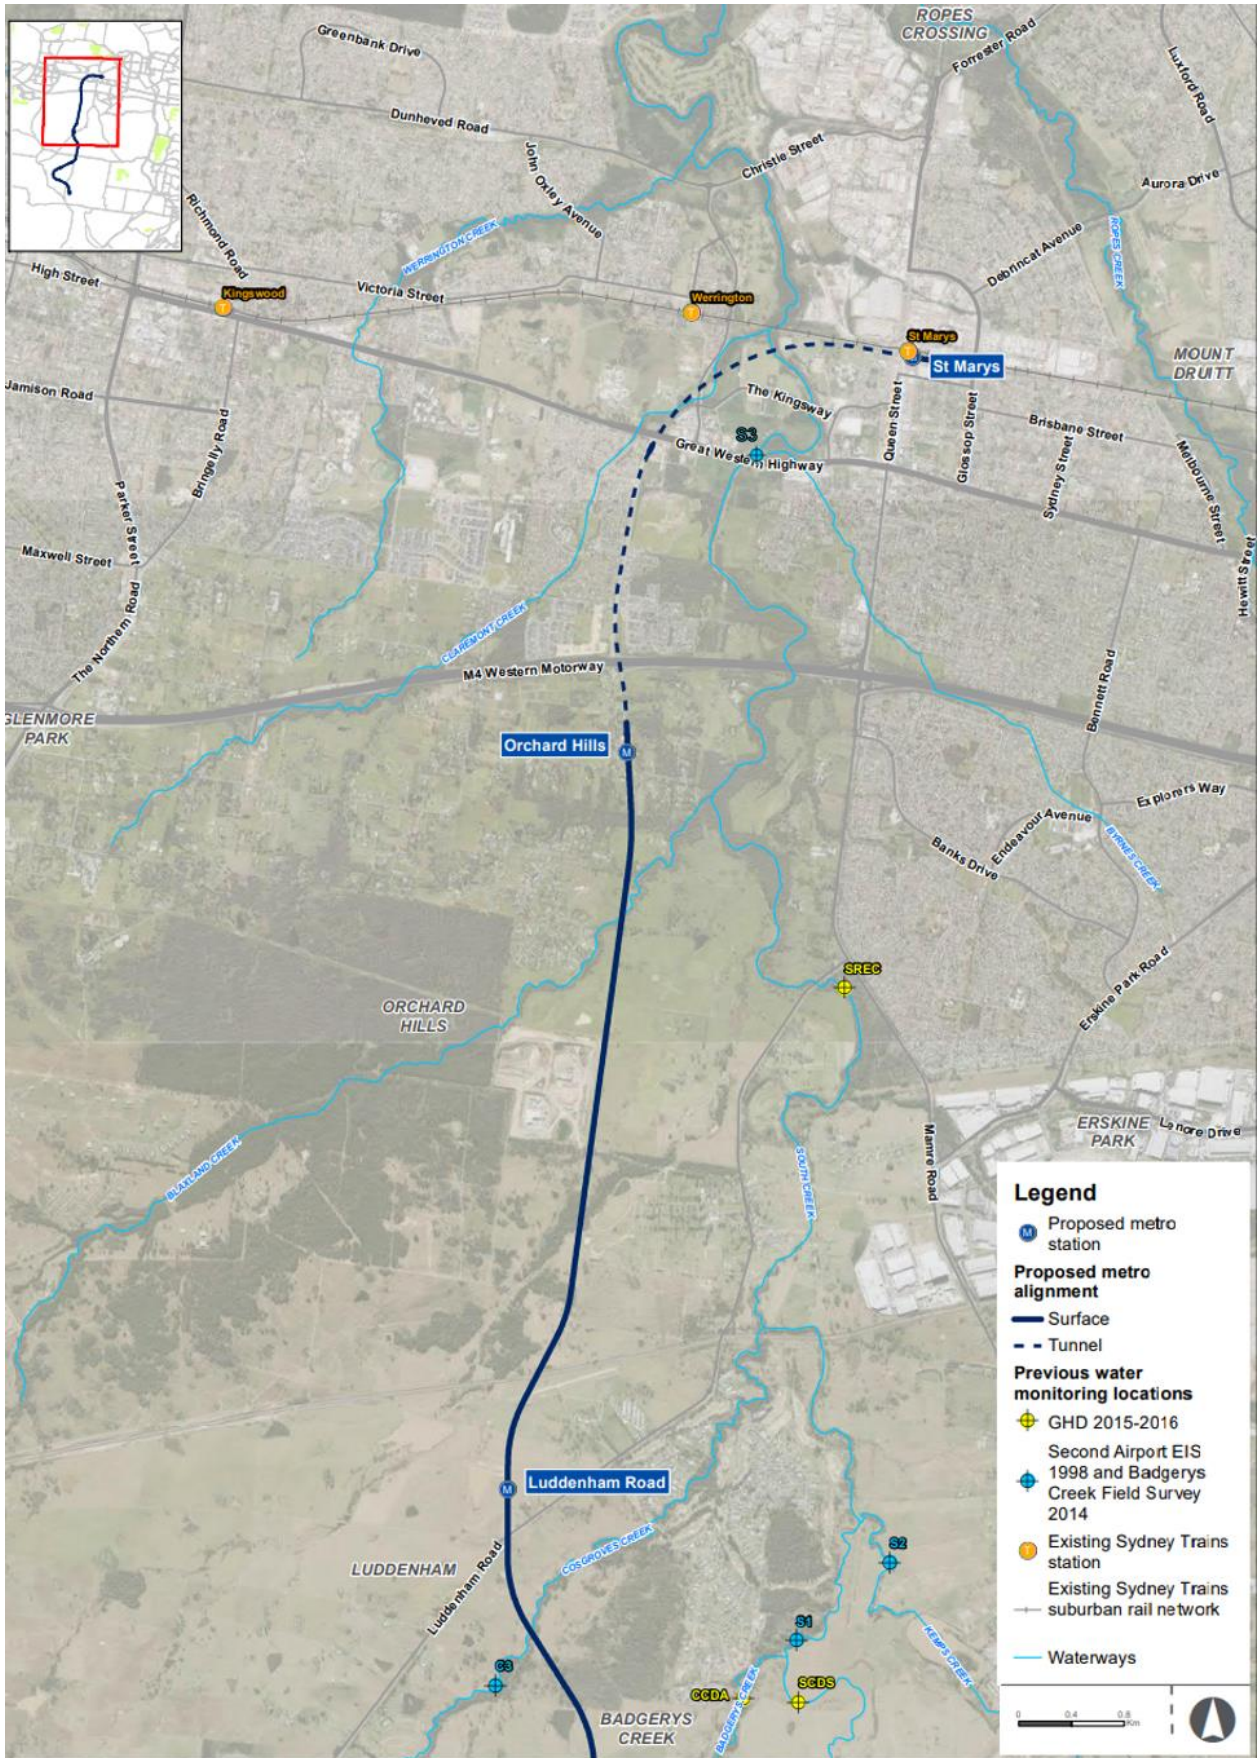 ROPES
CROSSING
Greenbank Drive
Forrester Road
Luxford Road
Dunheved Road
Christie Street
John Oxley Avenue
Aurora Drive
Richmond Road
WERRINGTON CREEK
Debrincat Avenue
ROPES CREEK
High Street
Kingswood
T
Victoria Street
Werrington
T
St Marys
T
St Marys
MOUNT
DRUITT
Jamison Road
The Kingsway
Queen Street
Glossop Street
Brisbane Street
Bringelly Road
S3
Great Western Highway
Sydney Street
Melbourne Street
Parker Street
Maxwell Street
Hewitt Street
The Northern Road
CLAREMONT CREEK
M4 Western Motorway
Bennett Road
GLENMORE
PARK
Orchard Hills
M
Explorers Way
Endeavour Avenue
Banks Drive
BYRNES CREEK
SREC
Erskine Park Road
ORCHARD
HILLS
ERSKINE
PARK
Lenore Drive
Mamre Road
BLAXLAND CREEK
SOUTH CREEK
Luddenham Road
M
COSGROVES CREEK
S2
LUDDENHAM
Luddenham Road
S1
KEMPS CREEK
C3
CCDA
SCDS
BADGERYS CREEK
BADGERYS
CREEK
Legend
M
Proposed metro
station
Proposed metro
alignment
Surface
Tunnel
Previous water
monitoring locations
GHD 2015-2016
Second Airport EIS
1998 and Badgerys
Creek Field Survey
2014
T
Existing Sydney Trains
station
Existing Sydney Trains
suburban rail network
Waterways
0 0.4 0.8
Km